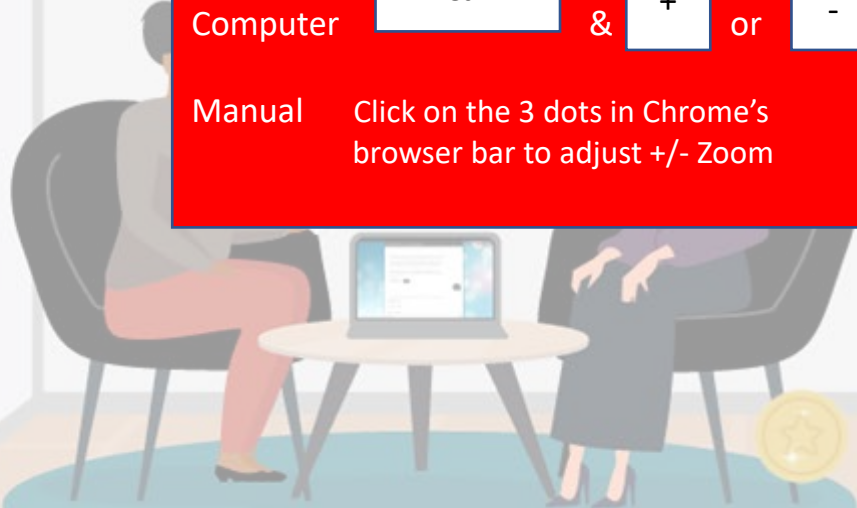 Computer & + or -
Manual Click on the 3 dots in Chrome’s
browser bar to adjust +/- Zoom